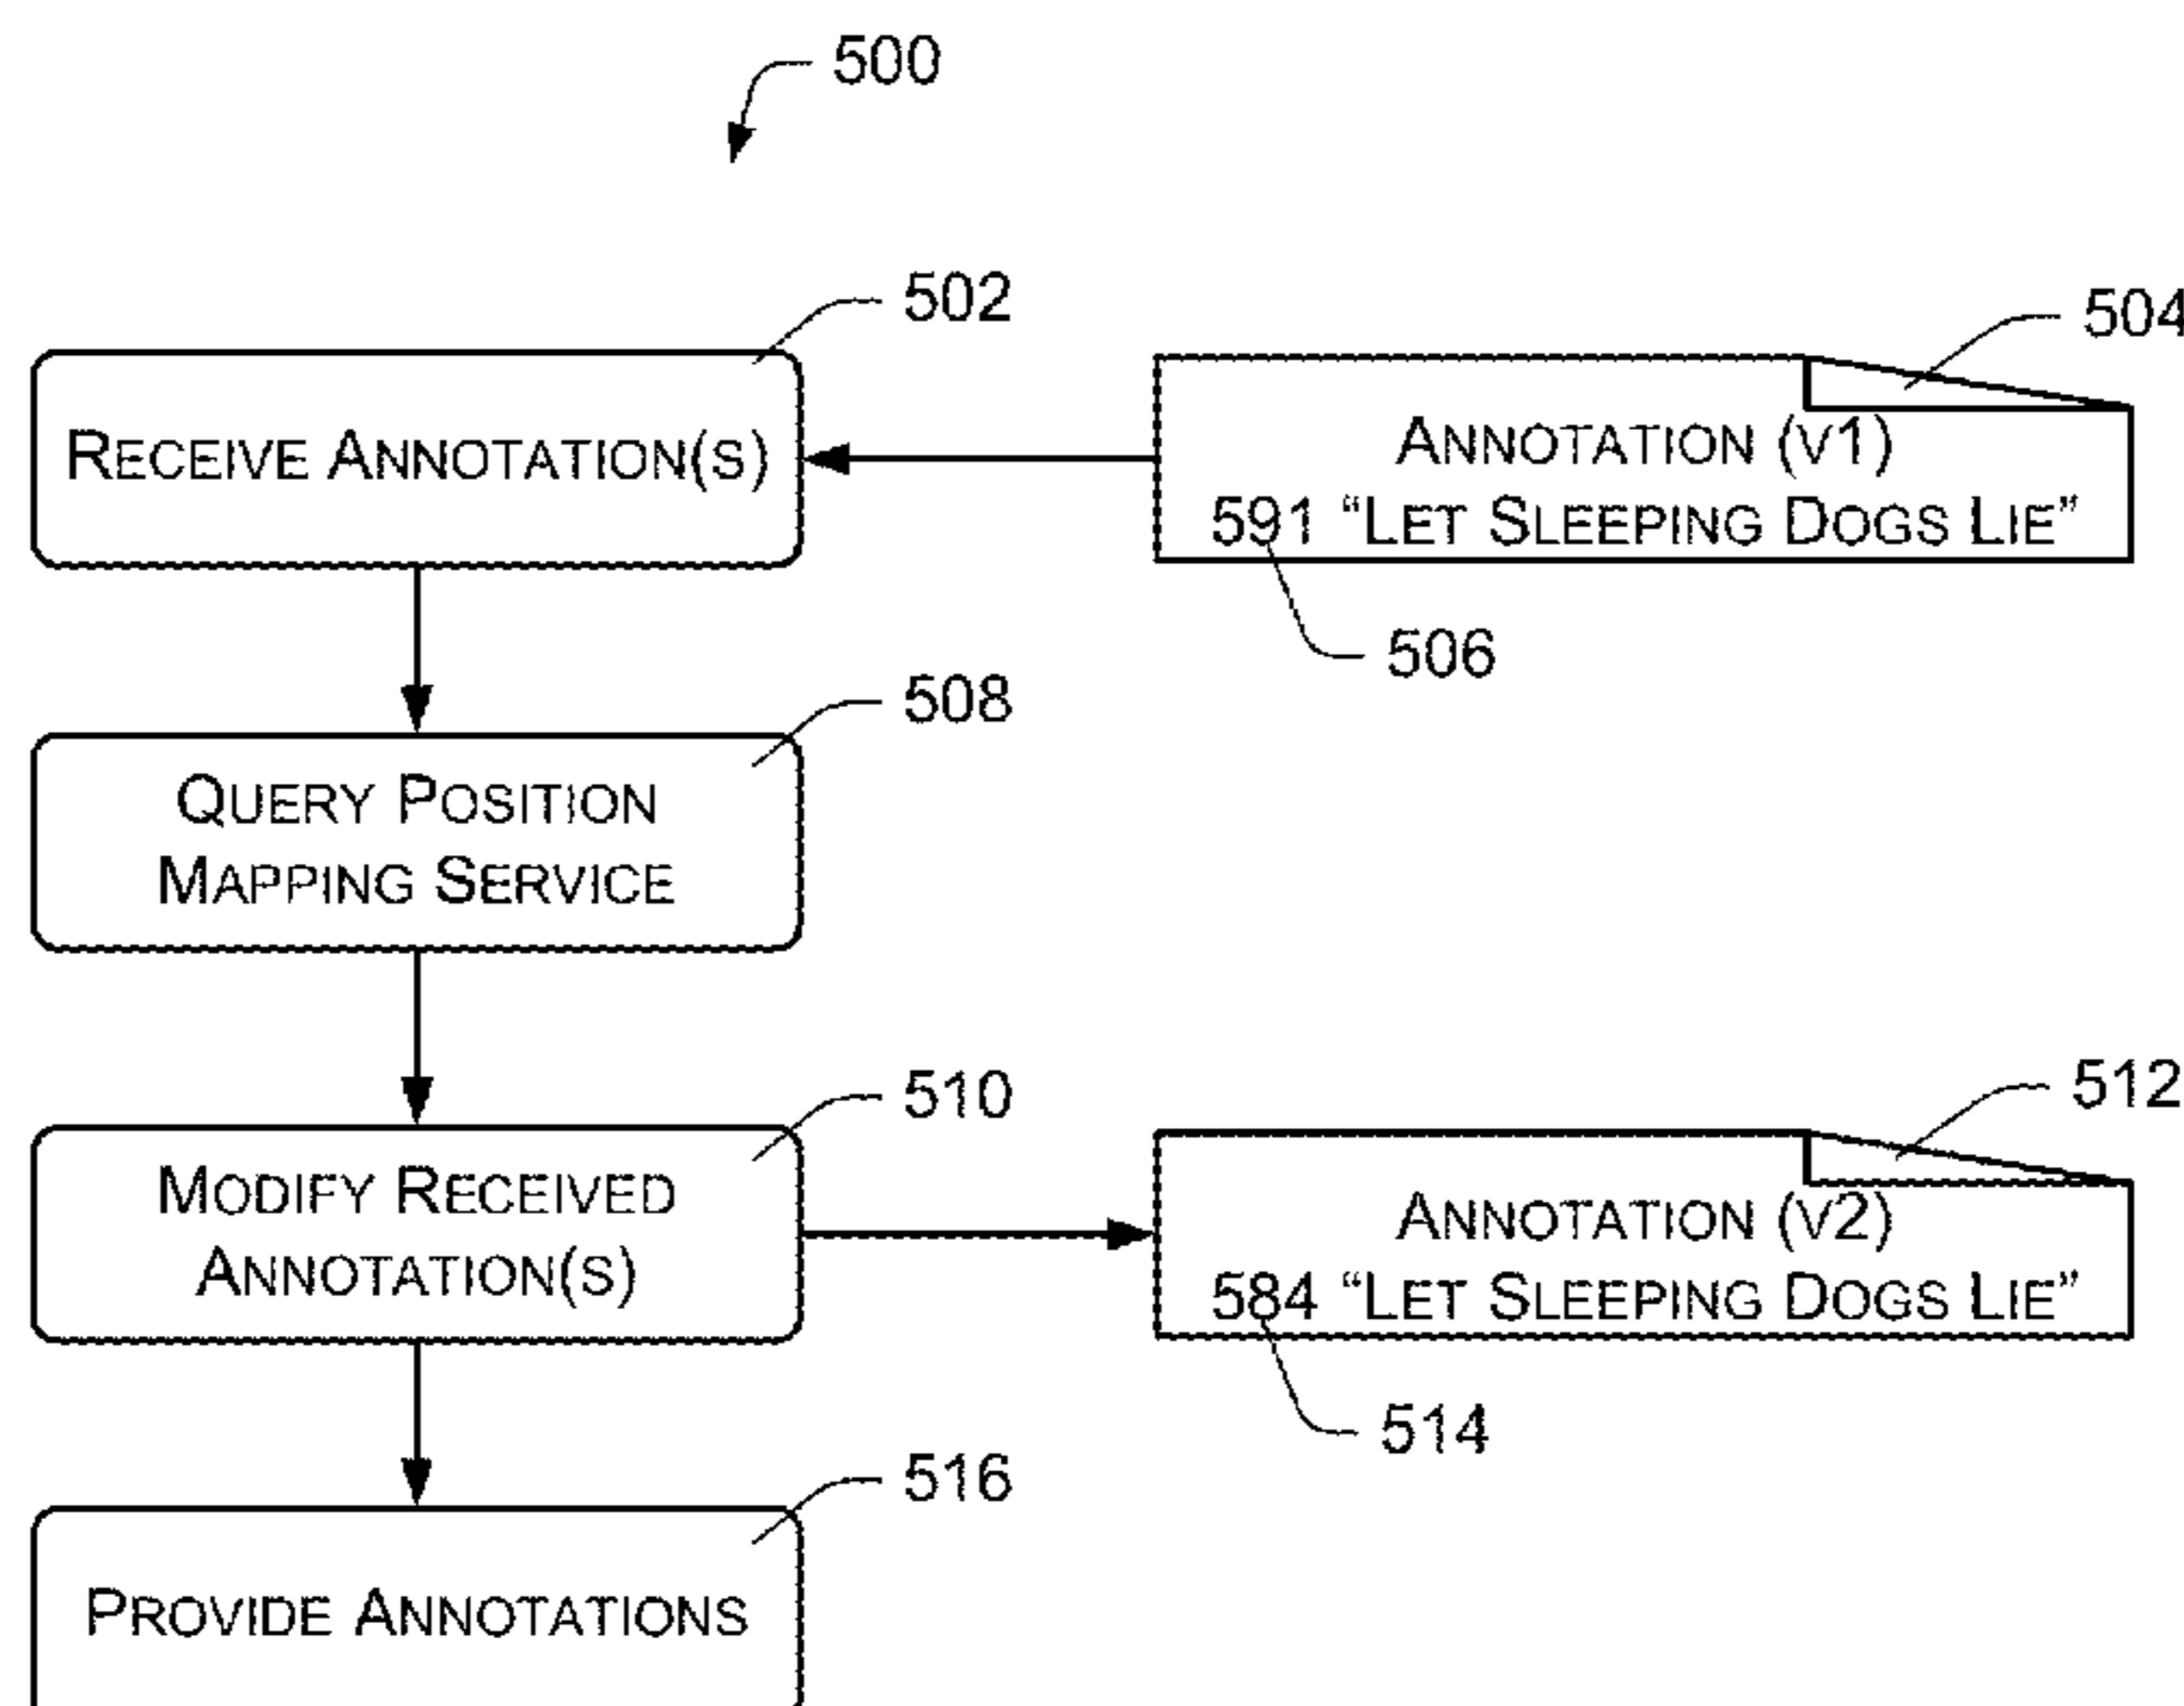 500
502
504
RECEIVE ANNOTATION(S)
ANNOTATION (V1)
591 “LET SLEEPING DOGS LIE”
506
508
QUERY POSITION
MAPPING SERVICE
510
512
MODIFY RECEIVED
ANNOTATION(S)
ANNOTATION (V2)
584 “LET SLEEPING DOGS LIE”
514
516
PROVIDE ANNOTATIONS